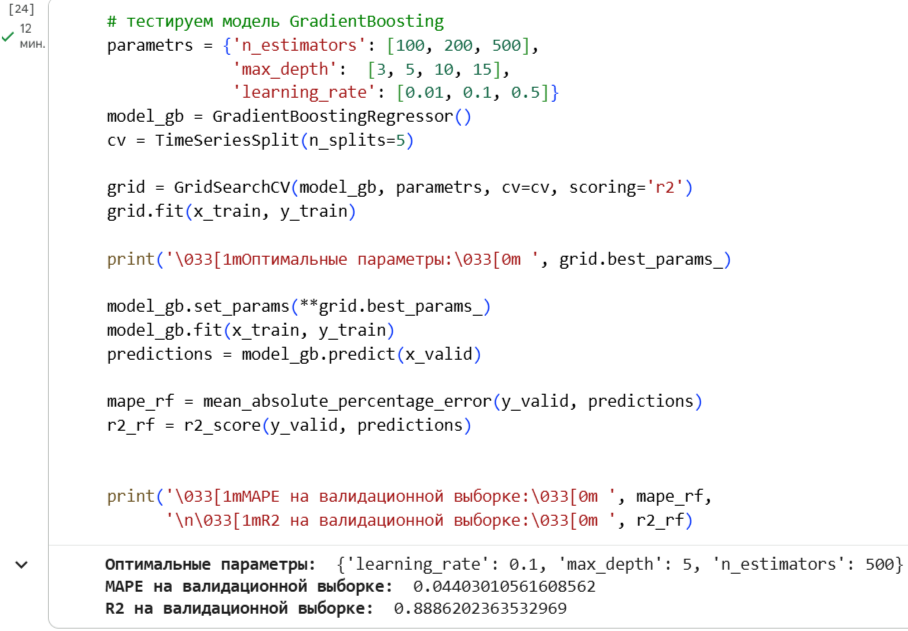 [24]
12
мин.
# тестируем модель GradientBoosting
parametrs = {'n_estimators': [100, 200, 500],
'max_depth':  [3, 5, 10, 15],
'learning_rate': [0.01, 0.1, 0.5]}
model_gb = GradientBoostingRegressor()
cv = TimeSeriesSplit(n_splits=5)
grid = GridSearchCV(model_gb, parametrs, cv=cv, scoring='r2')
grid.fit(x_train, y_train)
print('\033[1mОптимальные параметры:\033[0m ', grid.best_params_)
model_gb.set_params(**grid.best_params_)
model_gb.fit(x_train, y_train)
predictions = model_gb.predict(x_valid)
mape_rf = mean_absolute_percentage_error(y_valid, predictions)
r2_rf = r2_score(y_valid, predictions)
print('\033[1mMAPE на валидационной выборке:\033[0m ', mape_rf,
'\n\033[1mR2 на валидационной выборке:\033[0m ', r2_rf)
Оптимальные параметры:  {'learning_rate': 0.1, 'max_depth': 5, 'n_estimators': 500}
MAPE на валидационной выборке:  0.04403010561608562
R2 на валидационной выборке:  0.8886202363532969